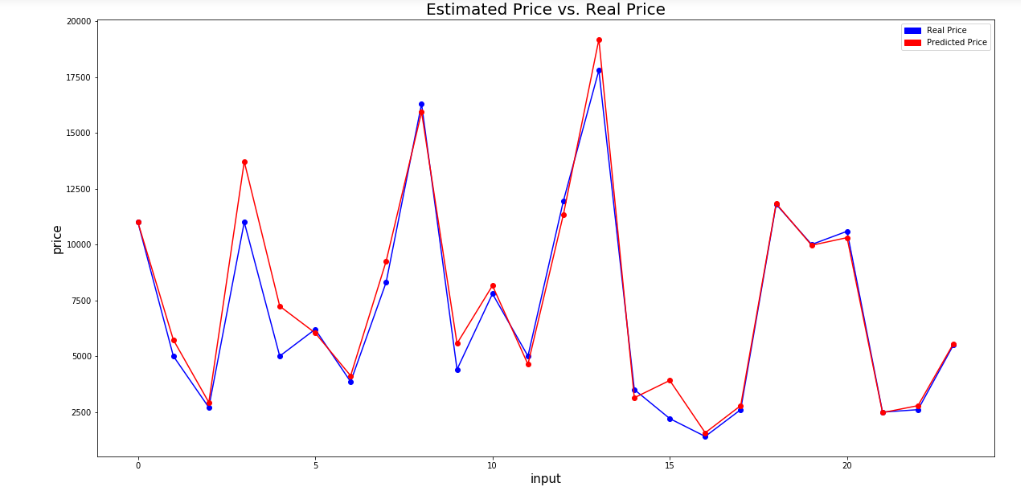 Estimated Price vs. Real Price
Real Price
Predicted Price
20000
17500
15000
12500
10000
7500
5000
2500
price
0 5 10 15 20
input